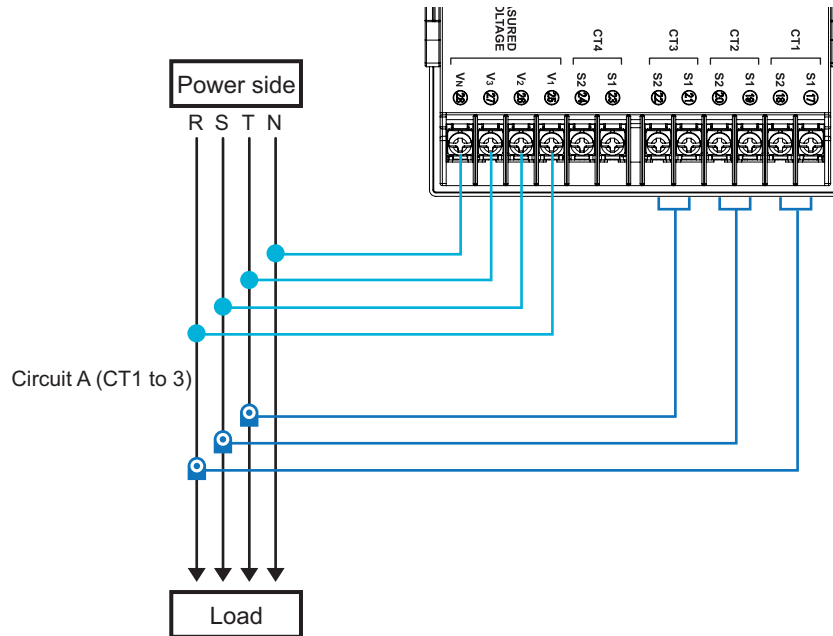 Power side
R S T N
SURED
LTAGE
CT4
CT3
CT2
CT1
VN V3 V2 V1 S2 S1 S2 S1 S2 S1 S2 S1
28 27 26 25 24 23 22 21 20 19 18 17
Circuit A (CT1 to 3)
Load